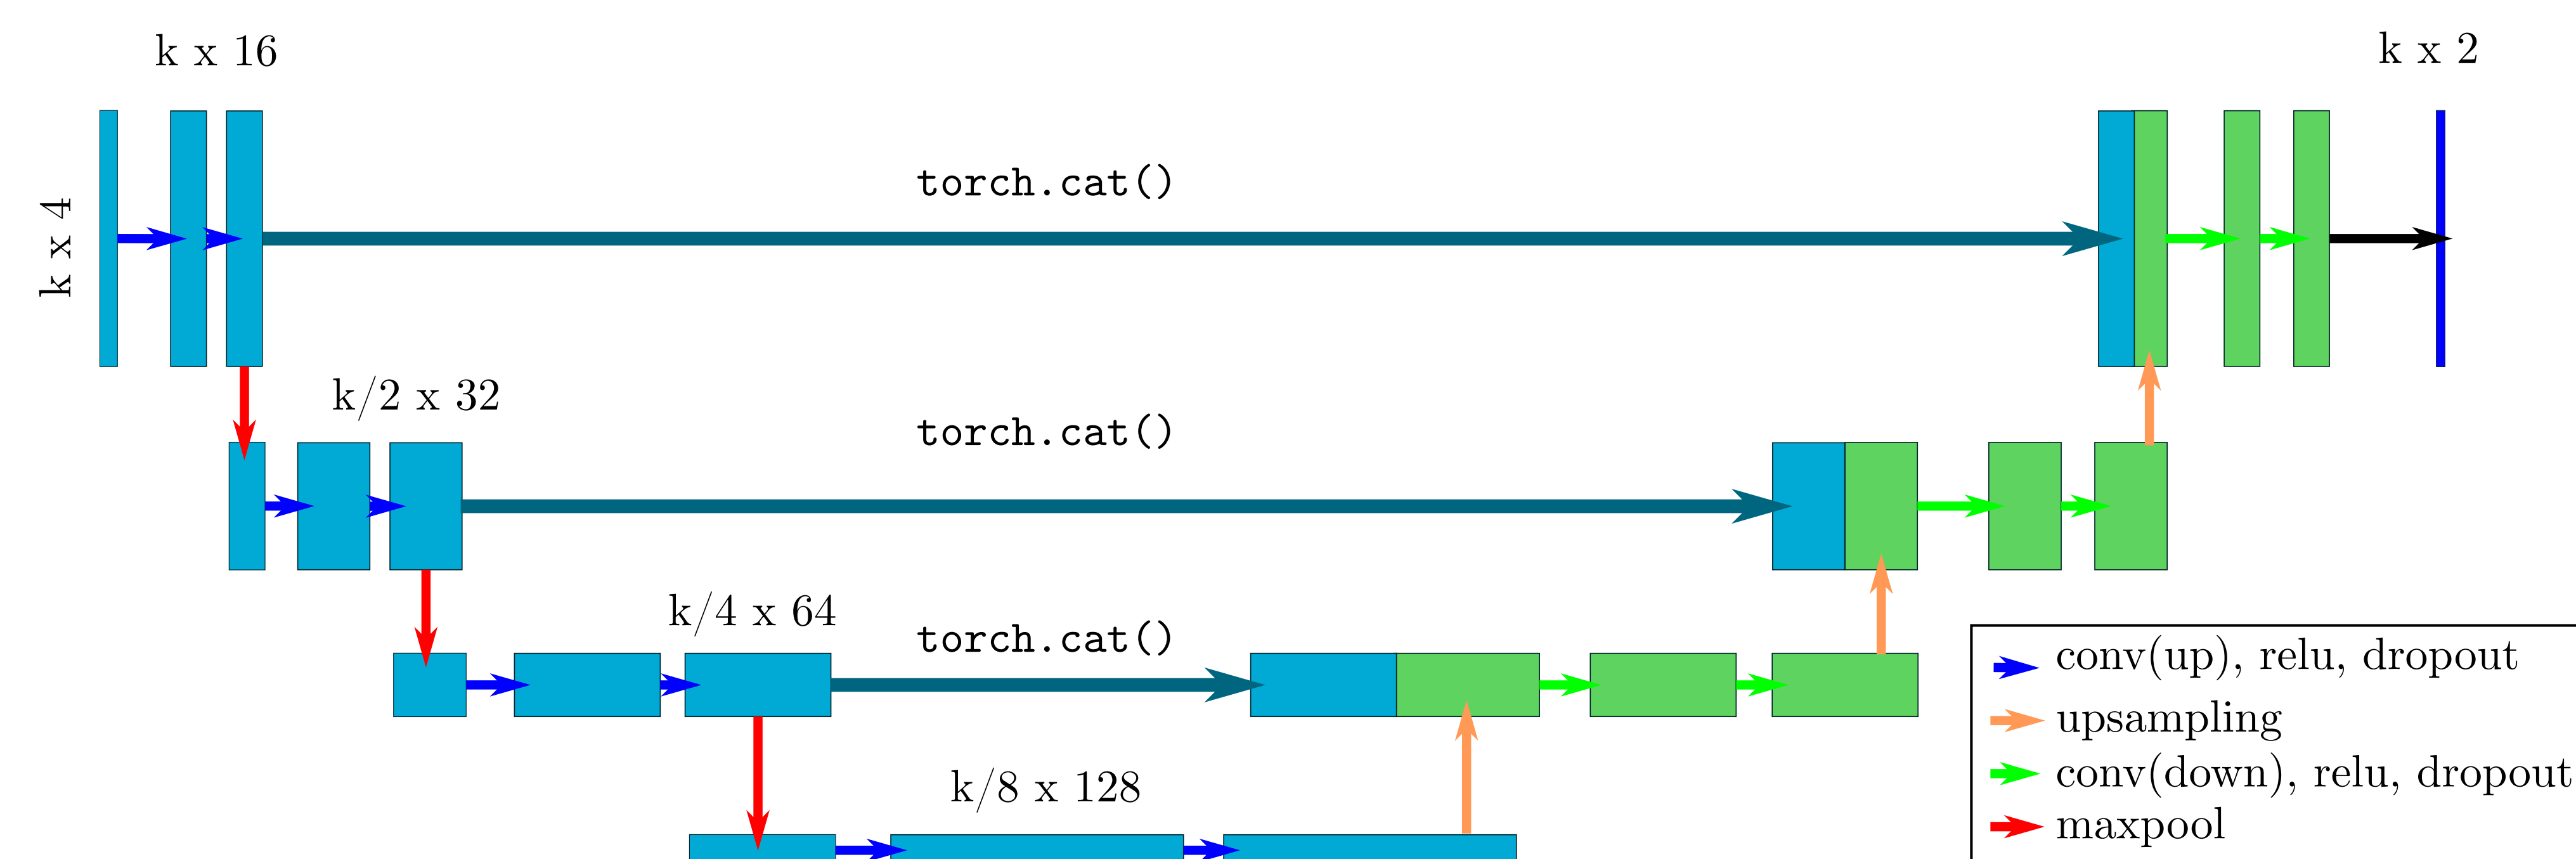 k x 16
k x 2
k x 4
torch.cat()
k/2 x 32
torch.cat()
k/4 x 64
torch.cat()
k/8 x 128
conv(up), relu, dropout
upsampling
conv(down), relu, dropout
maxpool